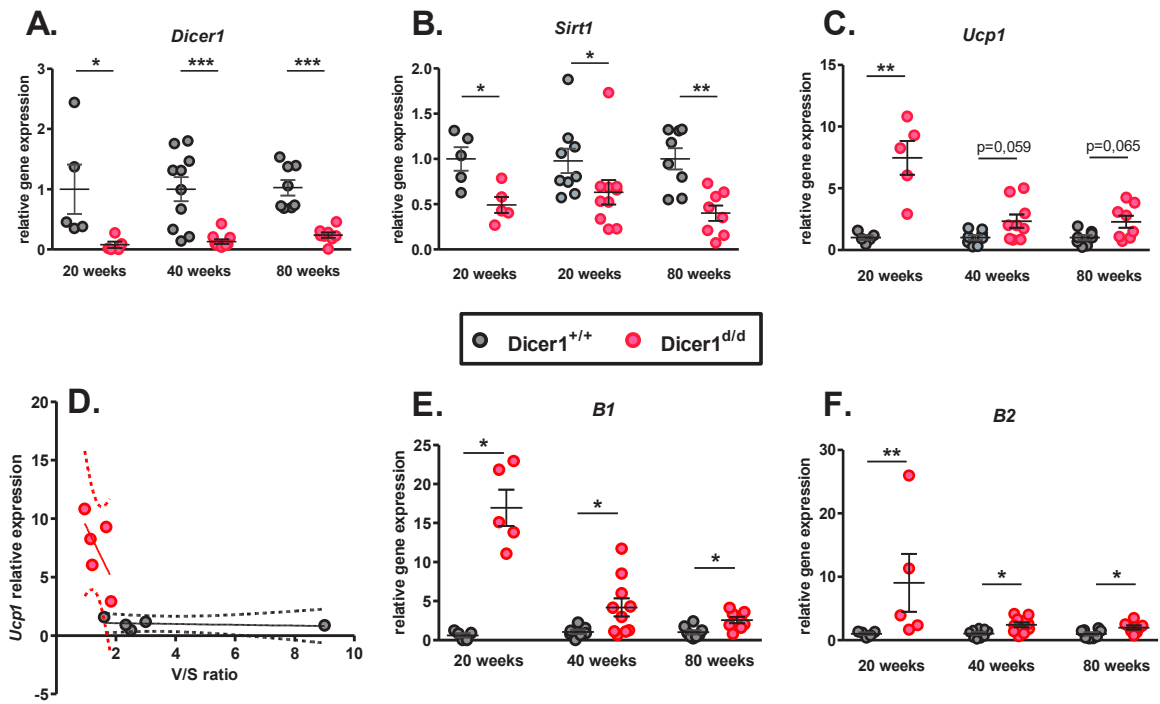 A.
Dicer1
relative gene expression
3
2
1
0
*
***
***
20 weeks
40 weeks
80 weeks
B.
Sirt1
relative gene expression
2.0
1.5
1.0
0.5
0.0
*
*
**
20 weeks
20 weeks
80 weeks
C.
Ucp1
relative gene expression
15
10
5
0
**
p=0,059
p=0,065
20 weeks
40 weeks
80 weeks
Dicer1+/+
Dicer1d/d
D.
Ucp1 relative expression
20
15
10
5
0
-5
2
4
6
8
10
V/S ratio
E.
B1
relative gene expression
25
20
15
10
5
0
*
*
*
20 weeks
40 weeks
80 weeks
F.
B2
relative gene expression
30
20
10
0
**
*
*
20 weeks
40 weeks
80 weeks